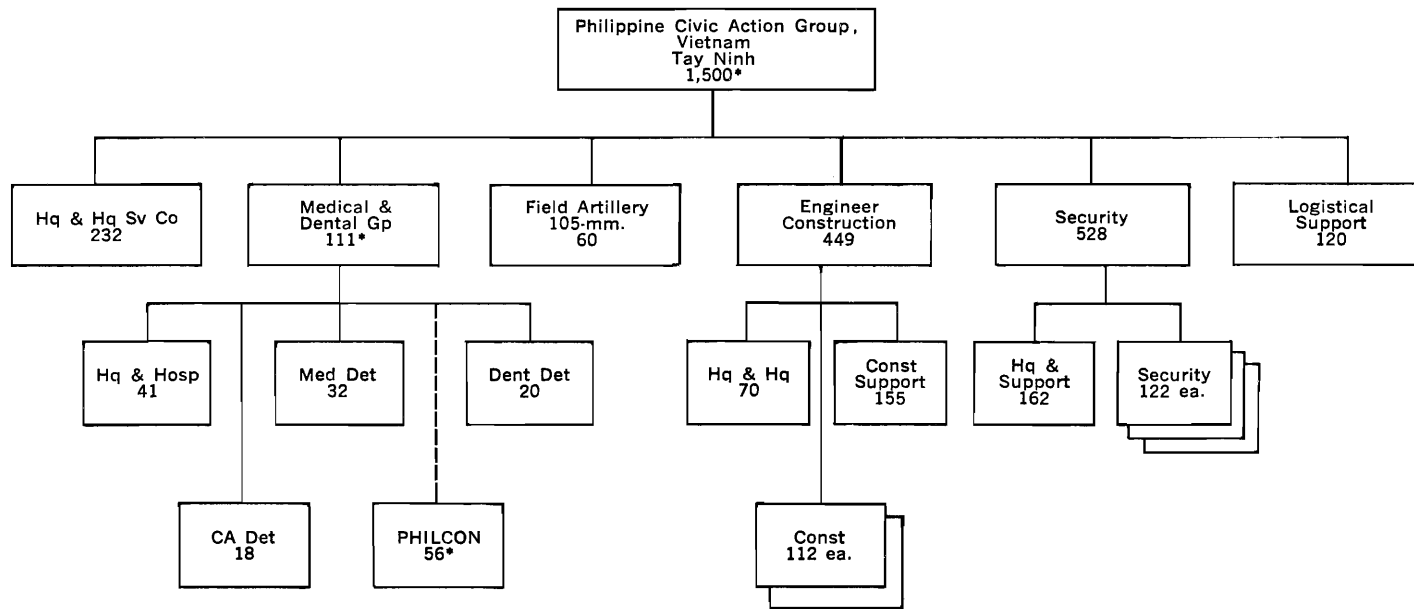 Philippine Civic Action Group,
Vietnam
Tay Ninh
1,500*
Hq & Hq Sv Co
232
Medical &
Dental Gp
111*
Field Artillery
105-mm.
60
Engineer
Construction
449
Security
528
Logistical
Support
120
Hq & Hosp
41
Med Det
32
Dent Det
20
Hq & Hq
70
Const
Support
155
Hq &
Support
162
Security
122 ea.
CA Det
18
PHILCON
56*
Const
112 ea.